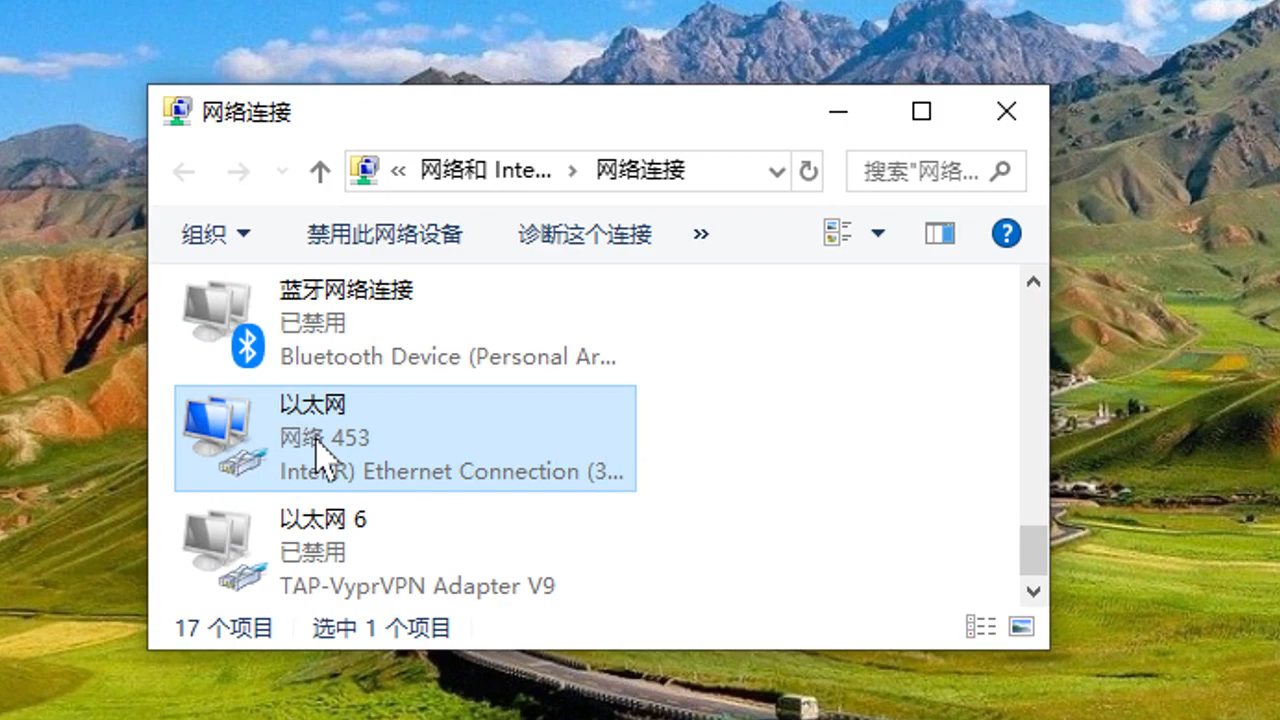 网络连接
« 网络和 Inte... › 网络连接
搜索"网络...
组织
禁用此网络设备
诊断这个连接
»
蓝牙网络连接
已禁用
Bluetooth Device (Personal Ar...
以太网
网络 453
Intel(R) Ethernet Connection (3...
以太网 6
已禁用
TAP-VyprVPN Adapter V9
17 个项目
选中 1 个项目